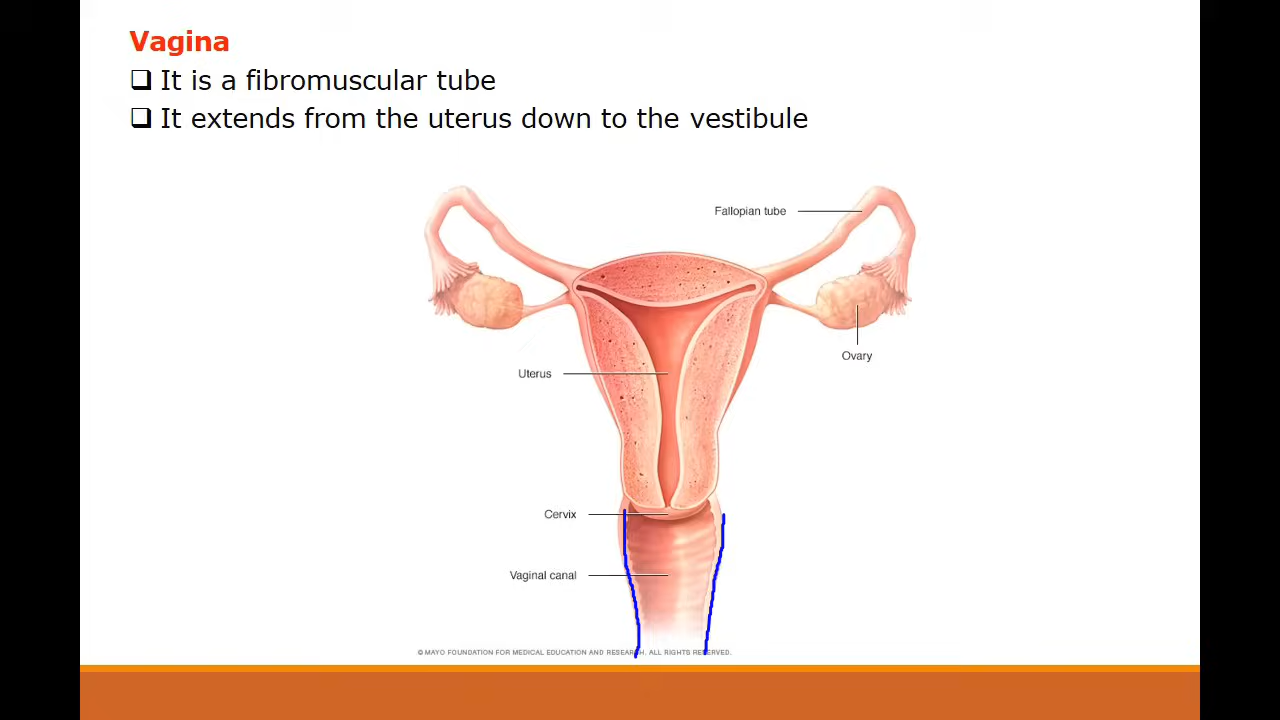 Vagina
❑ It is a fibromuscular tube
❑ It extends from the uterus down to the vestibule
Fallopian tube
Ovary
Uterus
Cervix
Vaginal canal
© MAYO FOUNDATION FOR MEDICAL EDUCATION AND RESEARCH. ALL RIGHTS RESERVED.